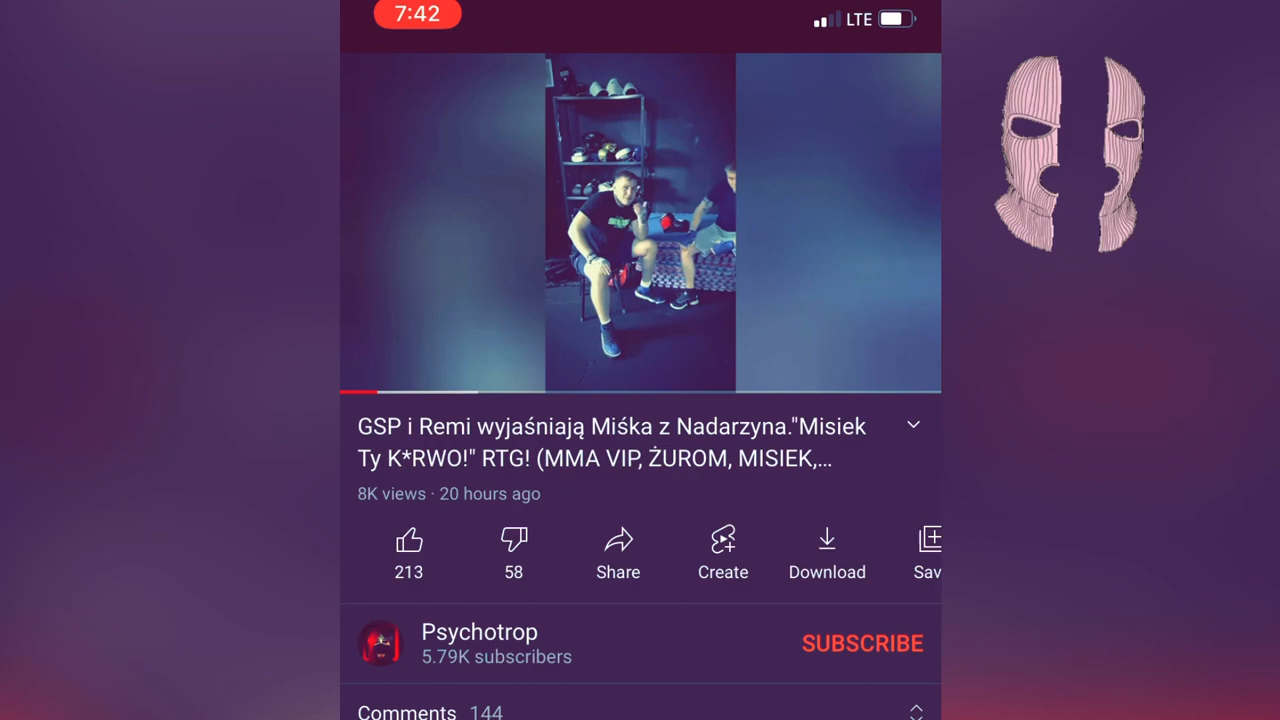 7:42
LTE
GSP i Remi wyjaśniają Miśka z Nadarzyna."Misiek
Ty K*RWO!" RTG! (MMA VIP, ŻUROM, MISIEK,...
8K views · 20 hours ago
213
58
Share
Create
Download
Sav
Psychotrop
5.79K subscribers
SUBSCRIBE
Comments 144